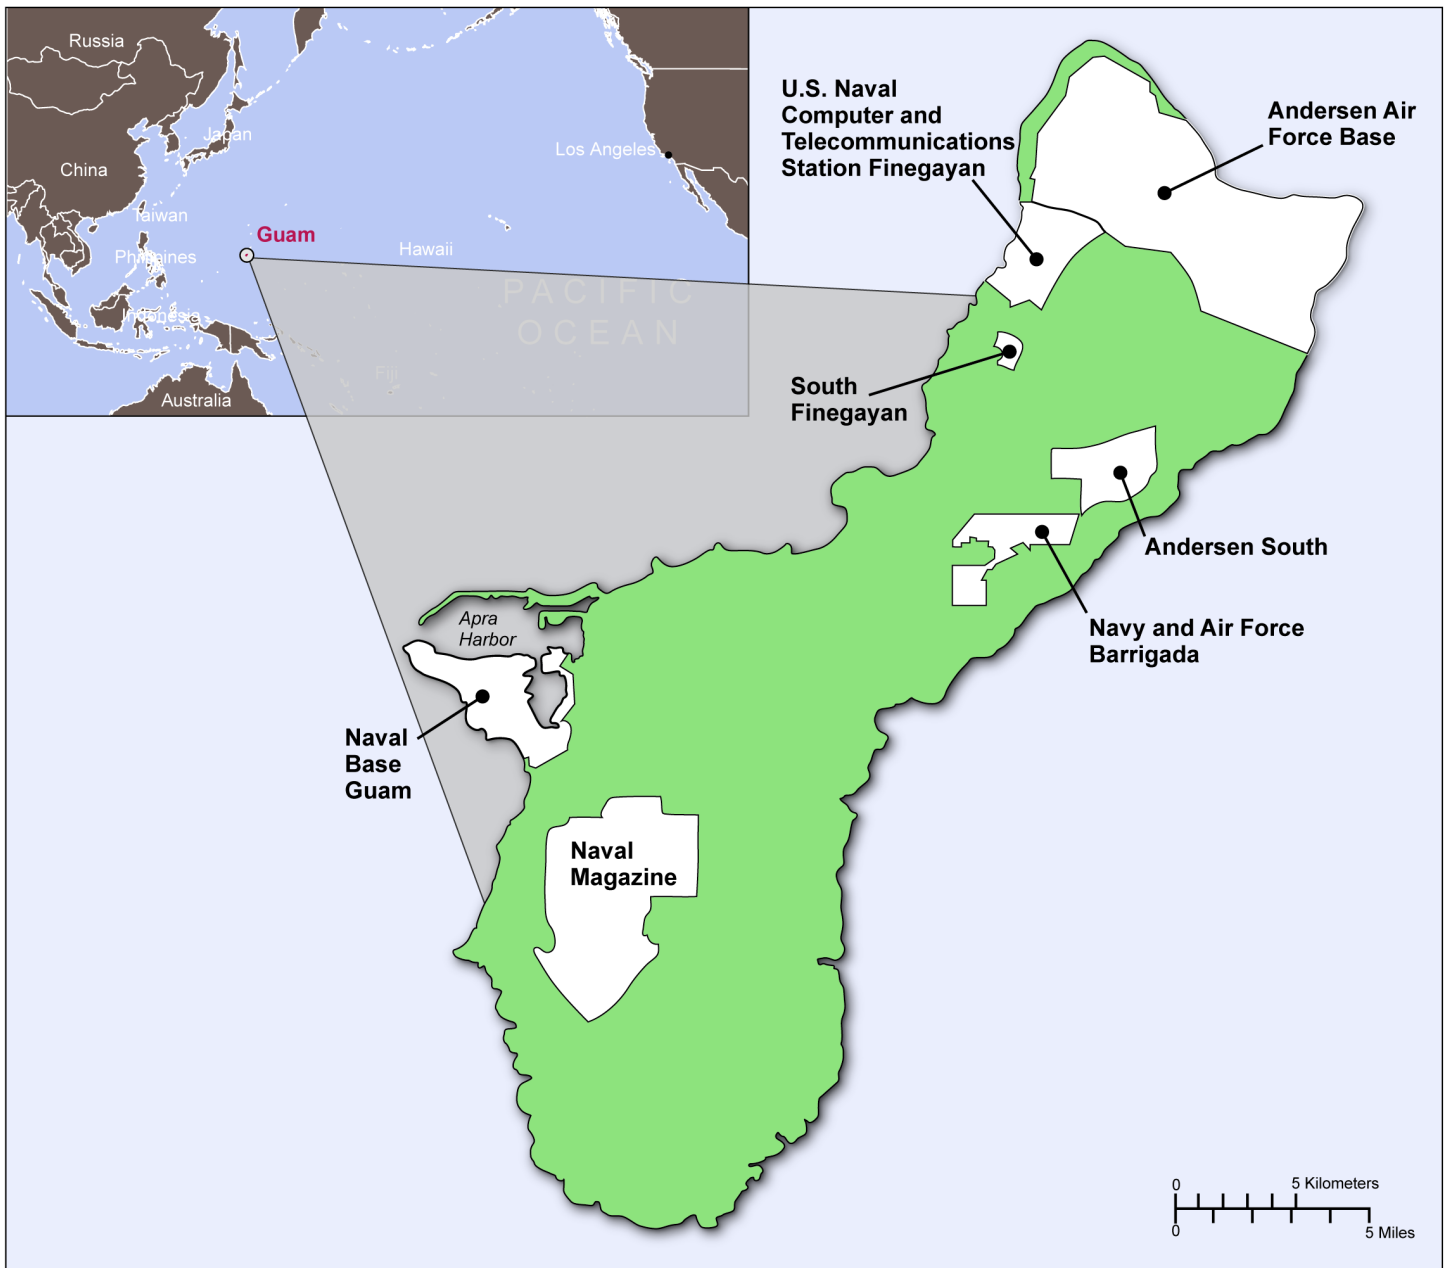 Russia
Japan
China
Taiwan
Philippines
Indonesia
Australia
Guam
Hawaii
Los Angeles
PACIFIC
OCEAN
Fiji
U.S. Naval
Computer and
Telecommunications
Station Finegayan
Andersen Air
Force Base
South
Finegayan
Andersen South
Navy and Air Force
Barrigada
Apra
Harbor
Naval
Base
Guam
Naval
Magazine
0
5 Kilometers
0
5 Miles